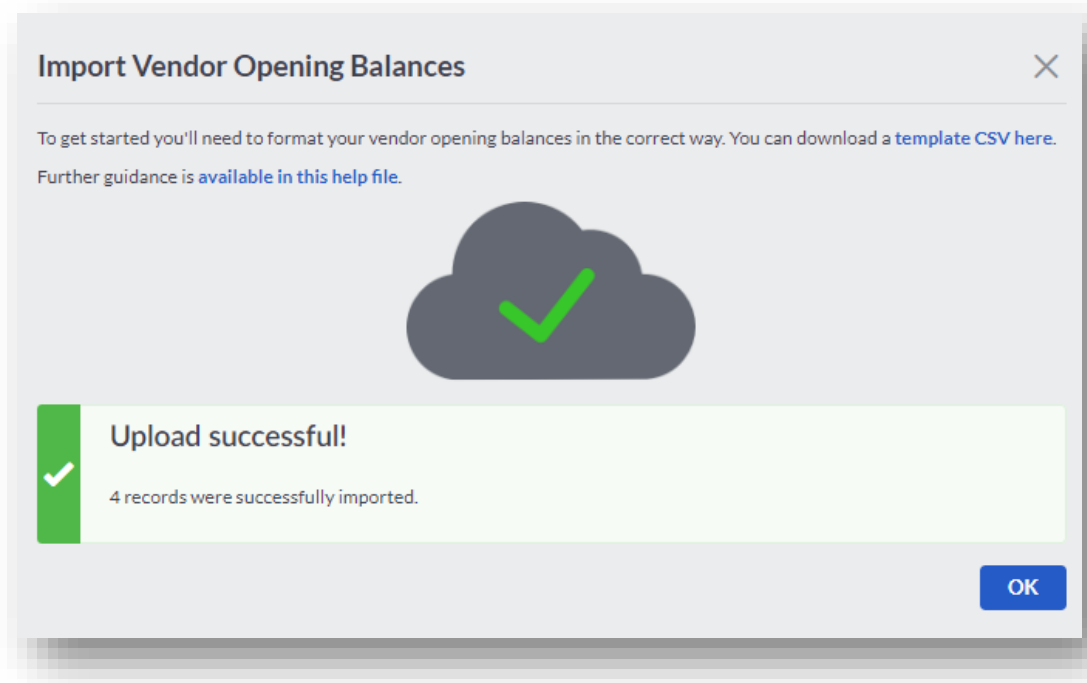 Import Vendor Opening Balances
To get started you'll need to format your vendor opening balances in the correct way. You can download a template CSV here.
Further guidance is available in this help file.
Upload successful!
4 records were successfully imported.
OK